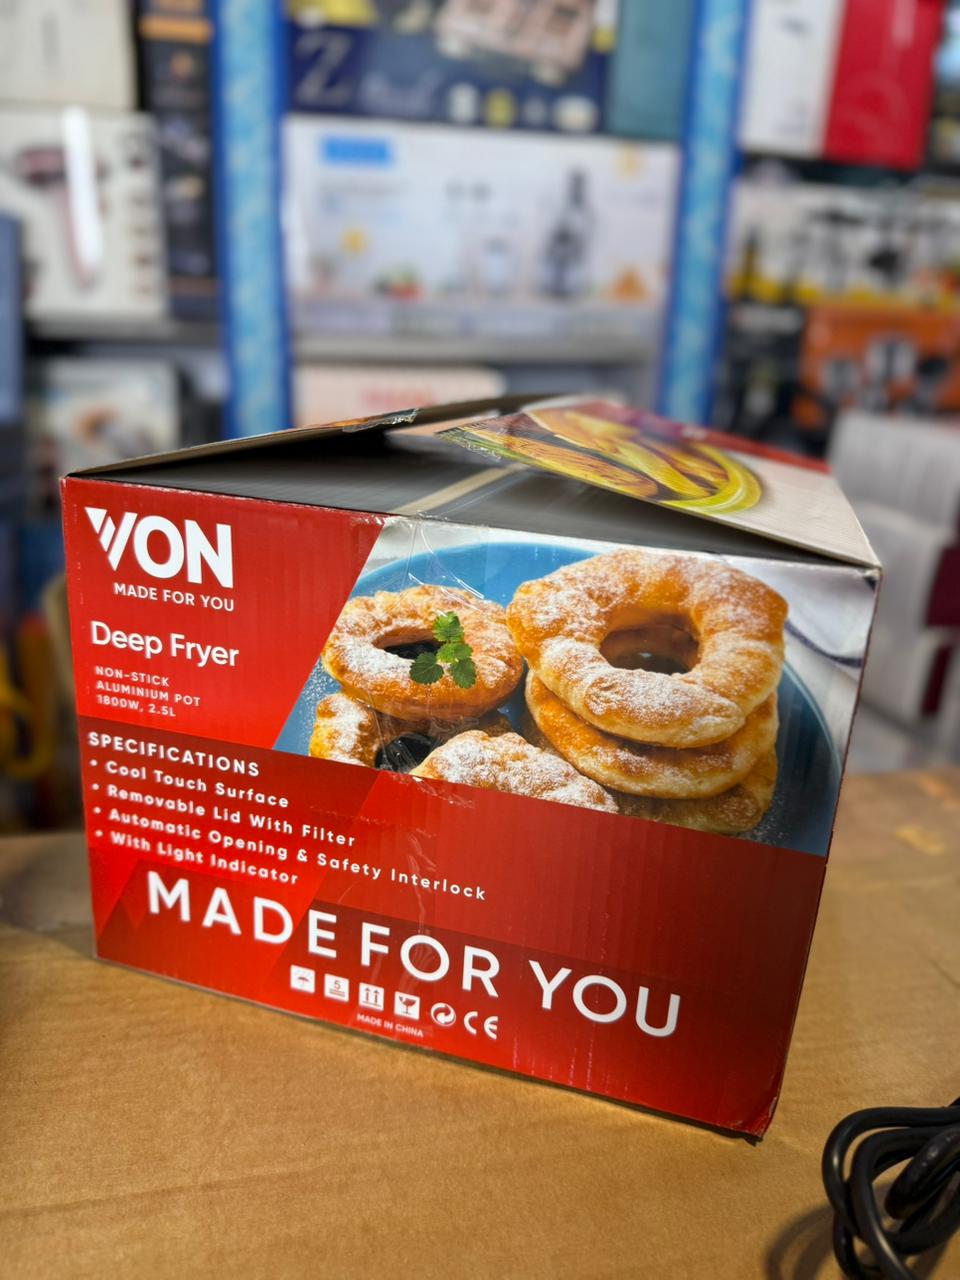 VON
MADE FOR YOU
Deep Fryer
NON-STICK
ALUMINIUM POT
1800W, 2.5L
SPECIFICATIONS
• Cool Touch Surface
• Removable Lid With Filter
• Automatic Opening & Safety Interlock
• With Light Indicator
MADE FOR YOU
5
CE
MADE IN CHINA